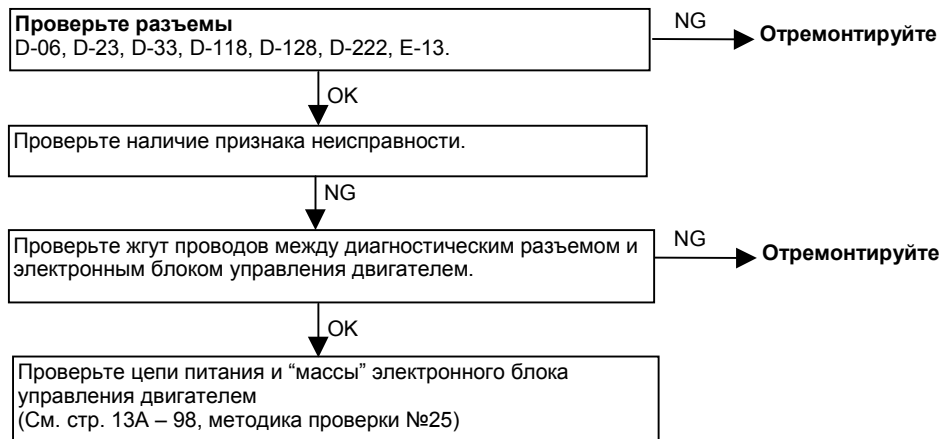 Проверьте разъемы
D-06, D-23, D-33, D-118, D-128, D-222, E-13.
NG
Отремонтируйте
OK
Проверьте наличие признака неисправности.
NG
Проверьте жгут проводов между диагностическим разъемом и
электронным блоком управления двигателем.
NG
Отремонтируйте
OK
Проверьте цепи питания и “массы” электронного блока
управления двигателем
(См. стр. 13A – 98, методика проверки №25)